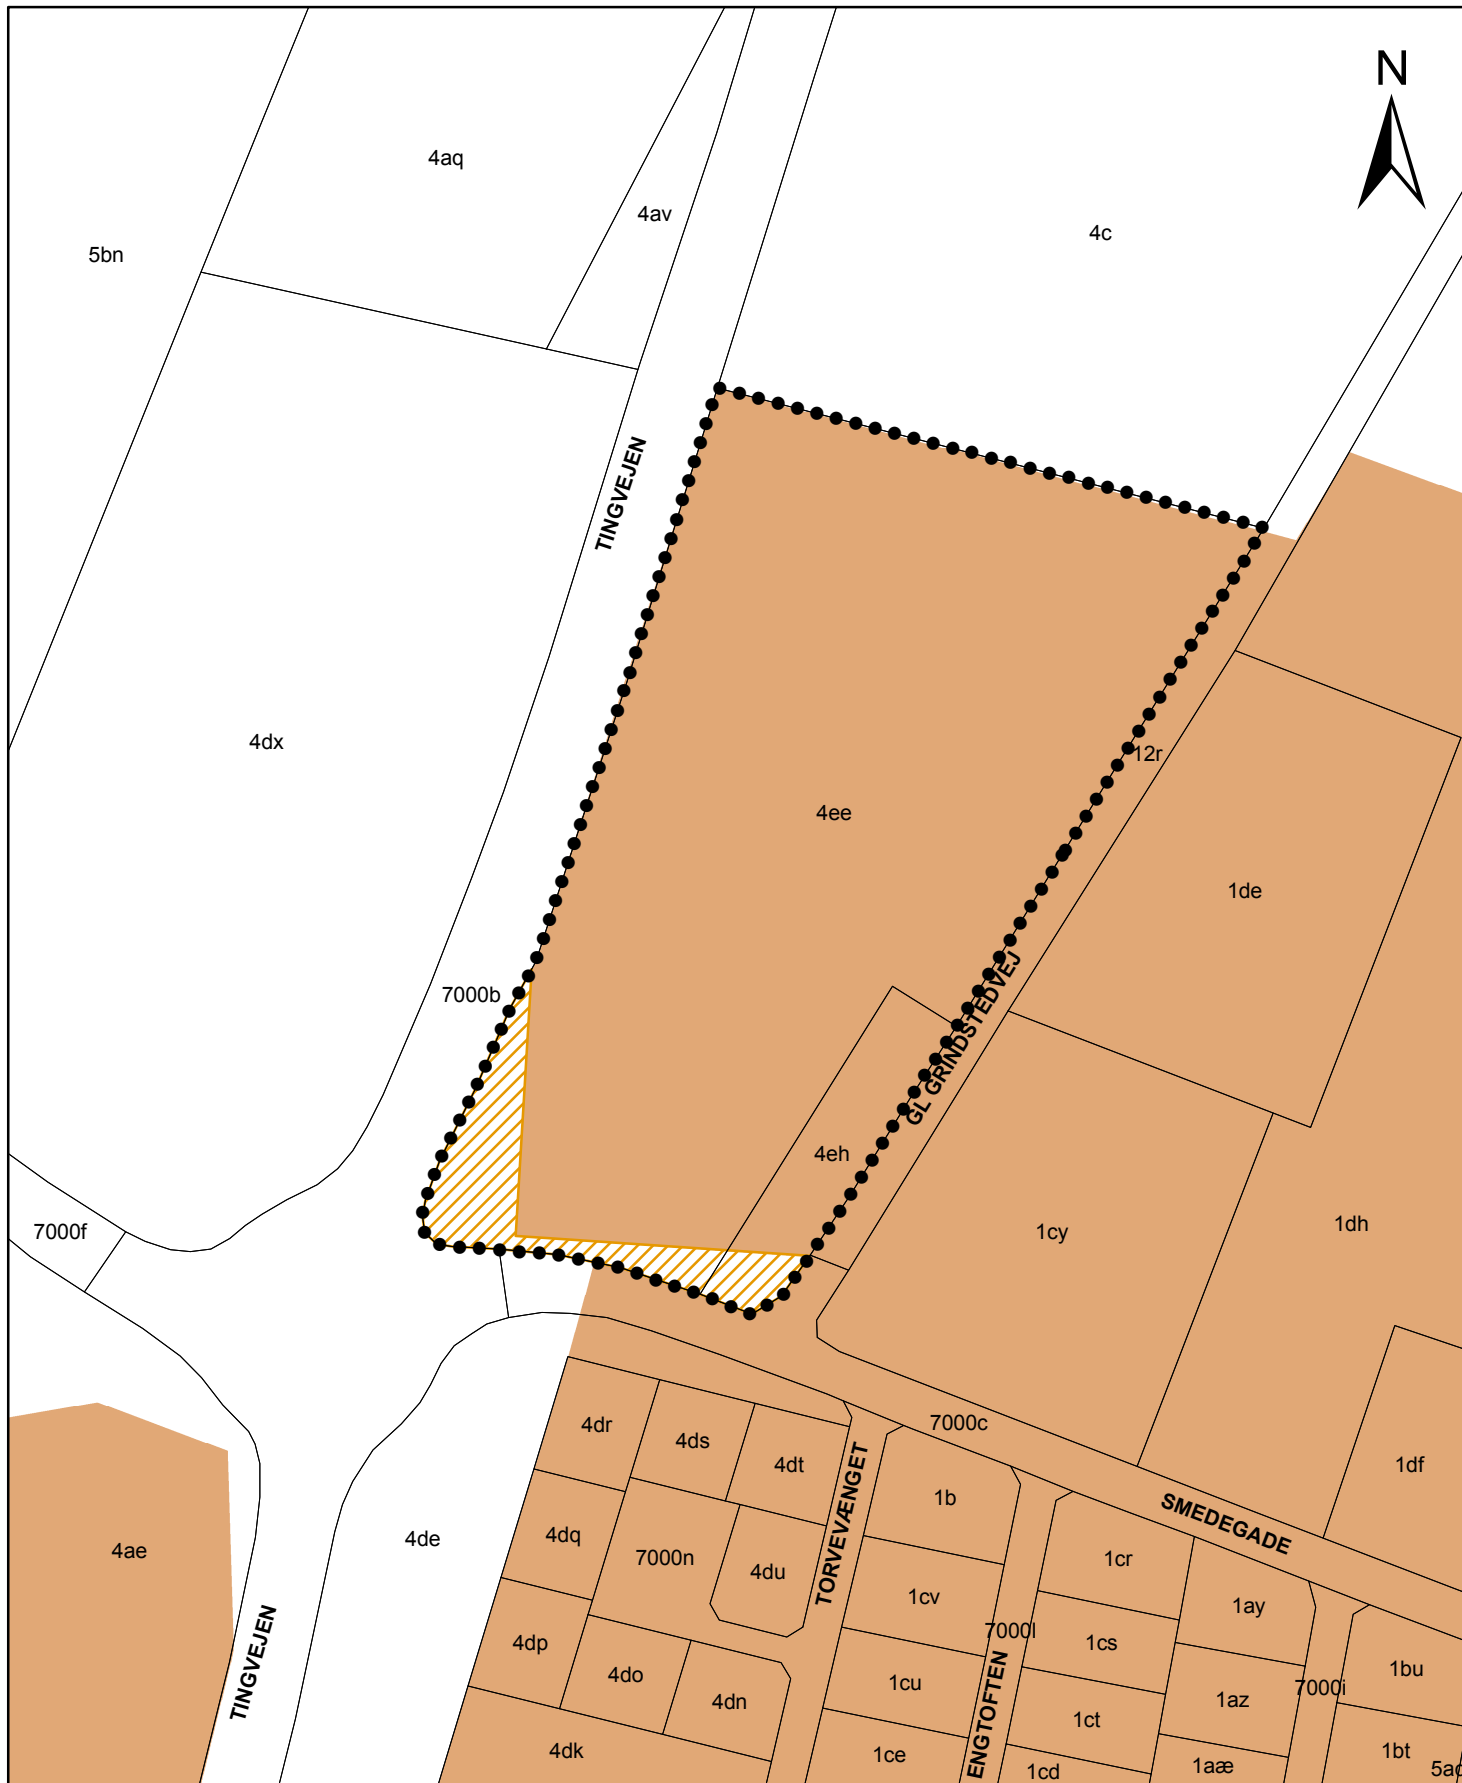 N
4aq
4av
4c
5bn
TINGVEJEN
4dx
12r
4ee
1de
7000b
GL GRINDSTEDVEJ
4eh
7000f
1cy
1dh
4dr
4ds
4dt
7000c
1df
1b
SMEDEGADE
4ae
4de
4dq
7000n
4du
TORVEVÆNGET
1cr
1cv
1ay
4dp
7000l
1cs
TINGVEJEN
4do
4dn
1cu
1ct
1az
7000i
1bu
ENGTOFTEN
4dk
1ce
1cd
1aæ
1bt